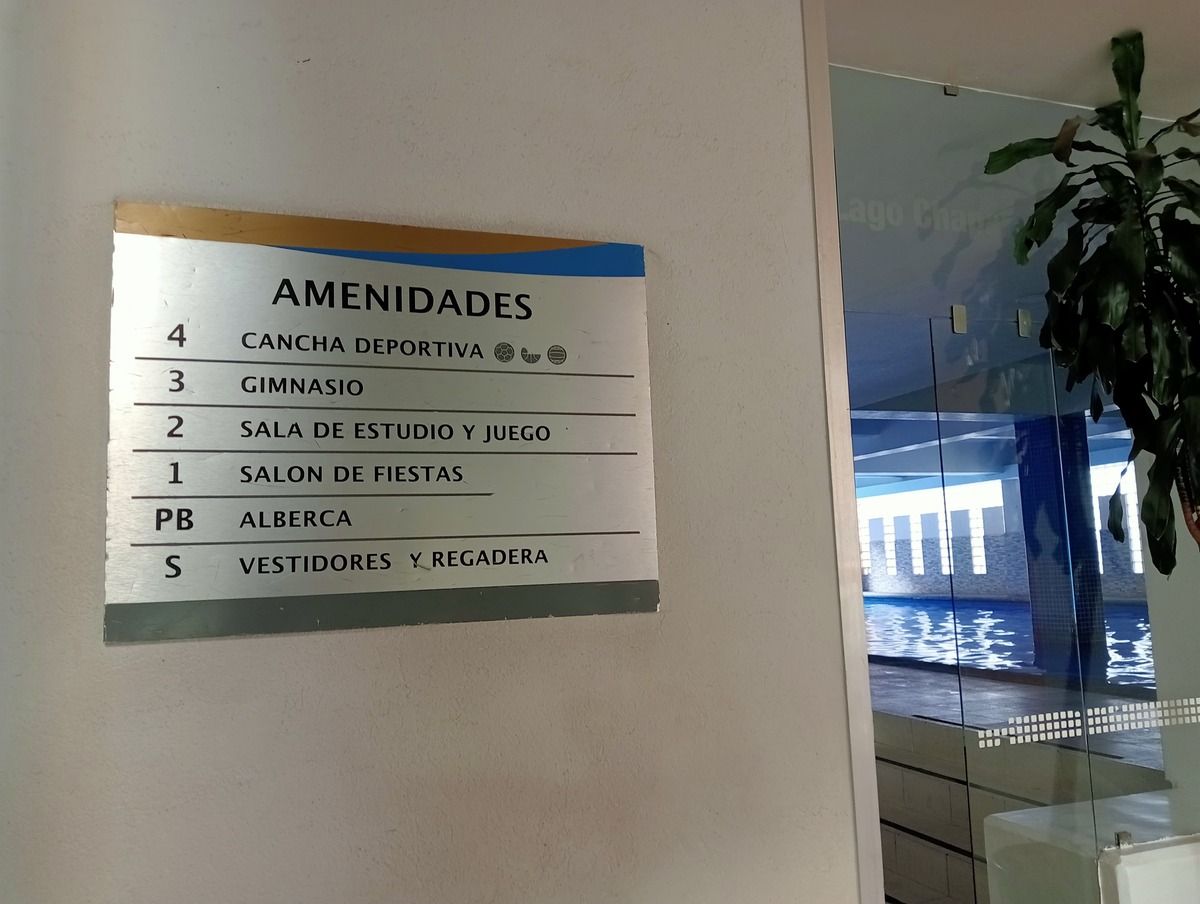 AMENIDADES
4 CANCHA DEPORTIVA
3 GIMNASIO
2 SALA DE ESTUDIO Y JUEGO
1 SALON DE FIESTAS
PB ALBERCA
S VESTIDORES Y REGADERA
Lago